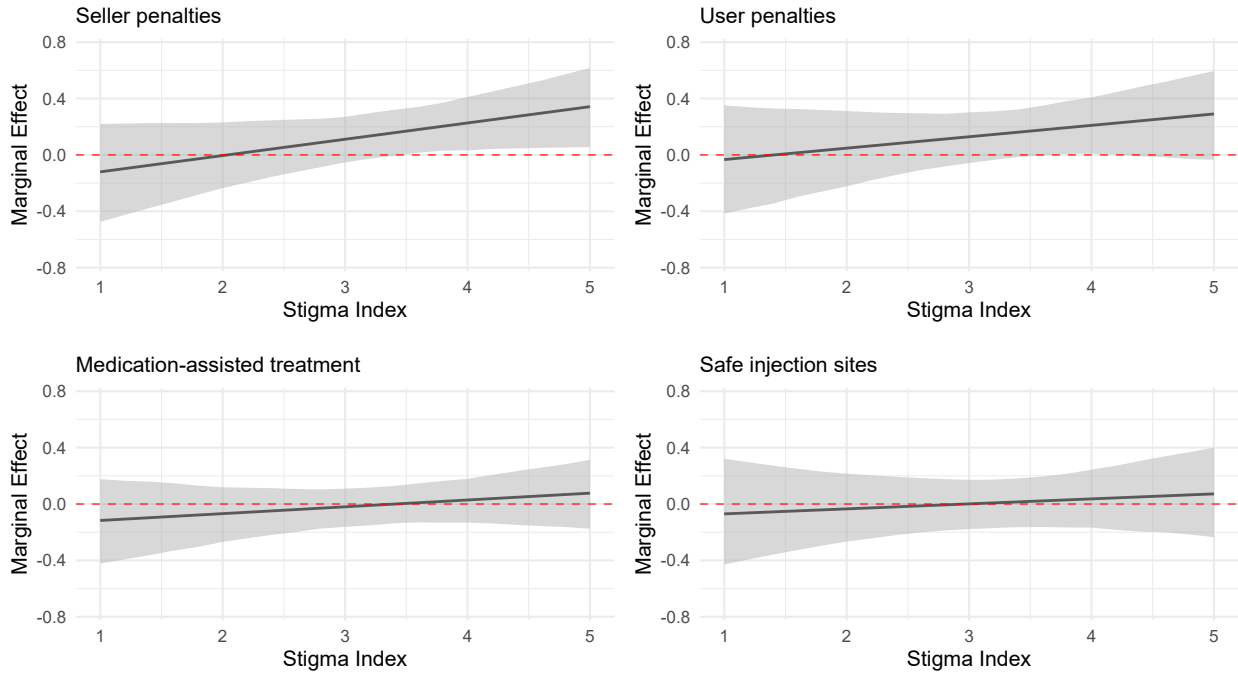 Seller penalties
0.8
0.4
0.0
-0.4
-0.8
Marginal Effect
1 2 3 4 5
Stigma Index
User penalties
0.8
0.4
0.0
-0.4
-0.8
Marginal Effect
1 2 3 4 5
Stigma Index
Medication-assisted treatment
0.8
0.4
0.0
-0.4
-0.8
Marginal Effect
1 2 3 4 5
Stigma Index
Safe injection sites
0.8
0.4
0.0
-0.4
-0.8
Marginal Effect
1 2 3 4 5
Stigma Index